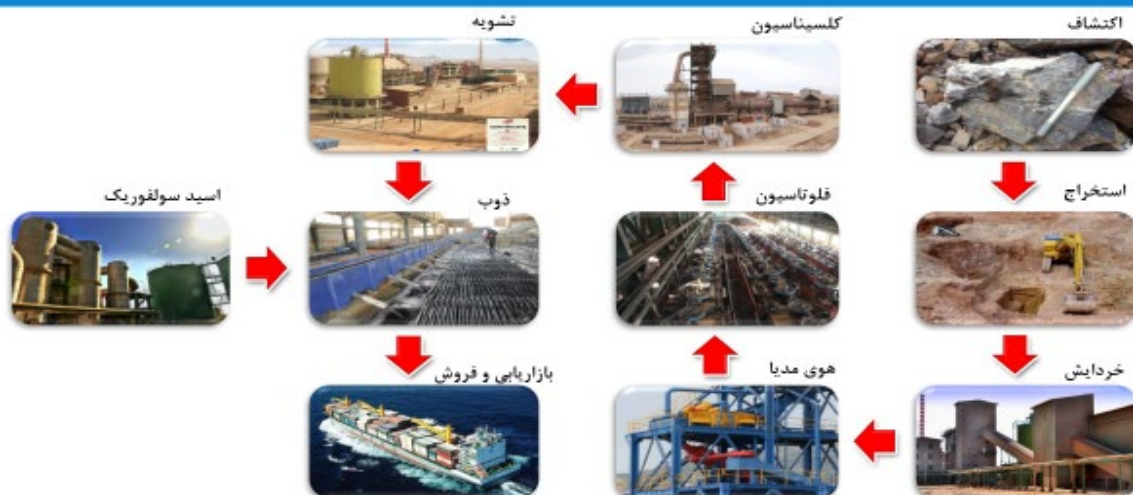 اکتشاف
استخراج
خردایش
هوی مدیا
فلوتاسیون
کلسیناسیون
تشویه
ذوب
اسید سولفوریک
بازاریابی و فروش